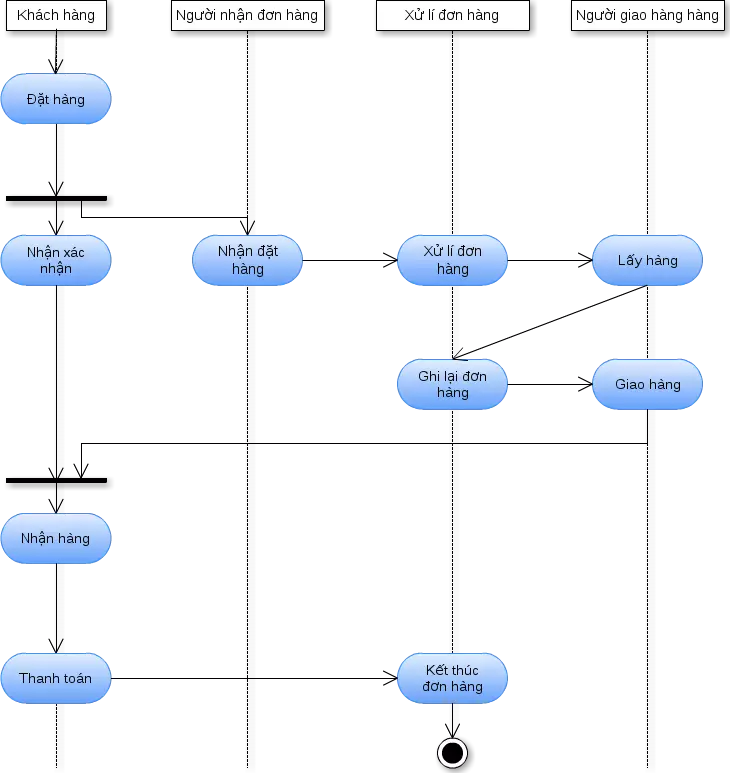 Khách hàng
Người nhận đơn hàng
Xử lí đơn hàng
Người giao hàng hàng
Đặt hàng
Nhận xác
nhận
Nhận đặt
hàng
Xử lí đơn
hàng
Lấy hàng
Ghi lại đơn
hàng
Giao hàng
Nhận hàng
Thanh toán
Kết thúc
đơn hàng